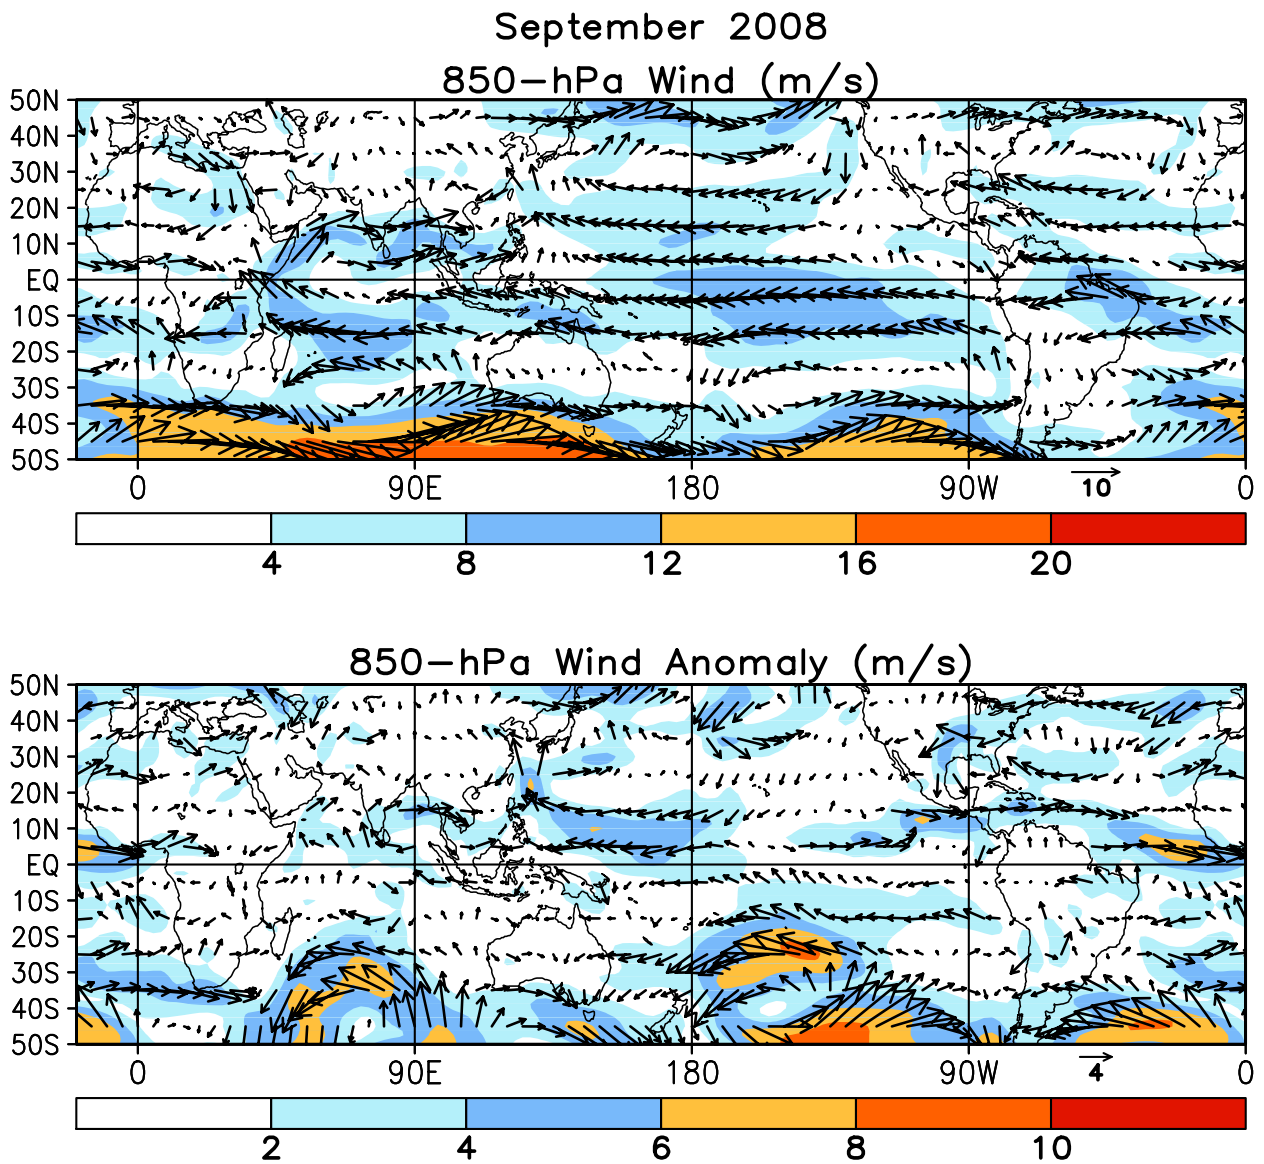 September 2008
850-hPa Wind (m/s)
50N
40N
30N
20N
10N
EQ
10S
20S
30S
40S
50S
0 90E 180 90W 0
10
4 8 12 16 20
850-hPa Wind Anomaly (m/s)
50N
40N
30N
20N
10N
EQ
10S
20S
30S
40S
50S
0 90E 180 90W 0
4
2 4 6 8 10